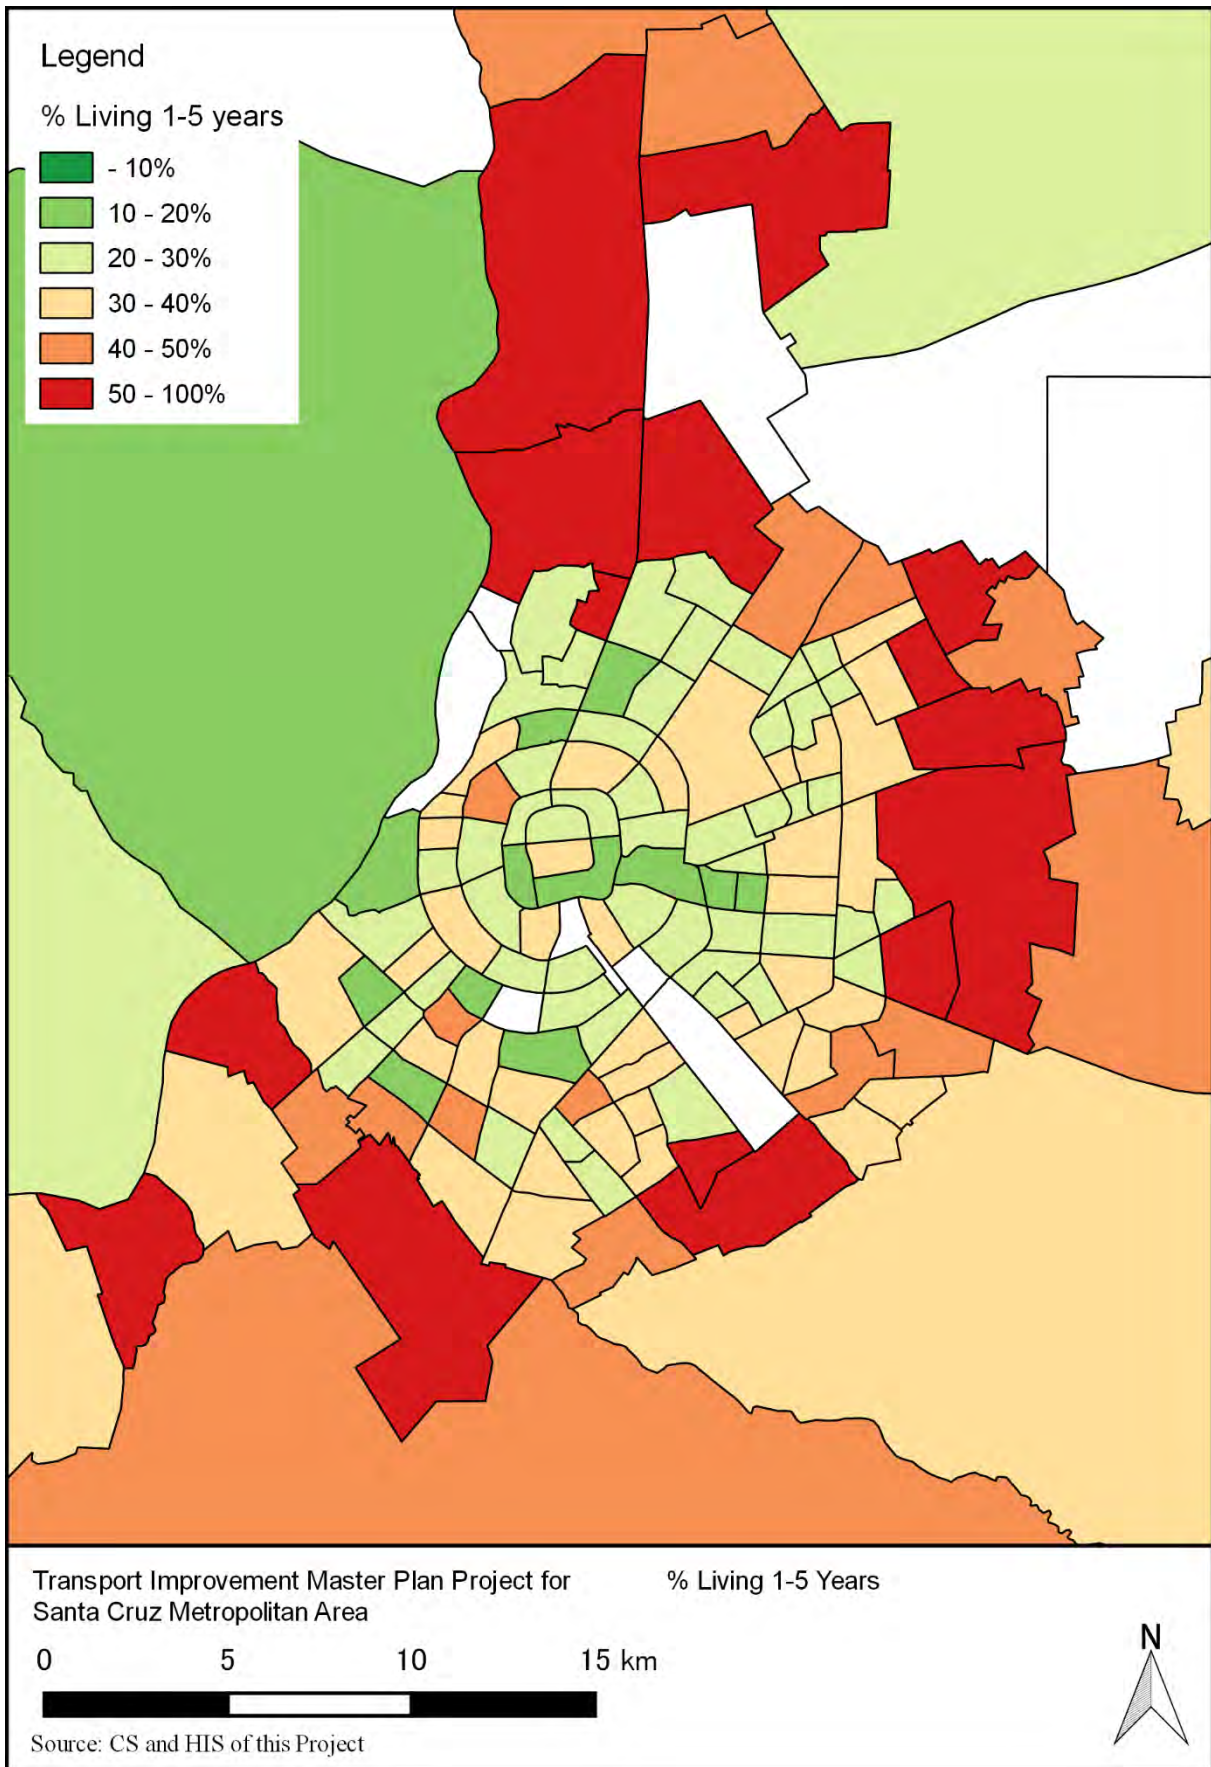 Legend
% Living 1-5 years
- 10%
10 - 20%
20 - 30%
30 - 40%
40 - 50%
50 - 100%
Transport Improvement Master Plan Project for
Santa Cruz Metropolitan Area
% Living 1-5 Years
0 5 10 15 km
N
Source: CS and HIS of this Project